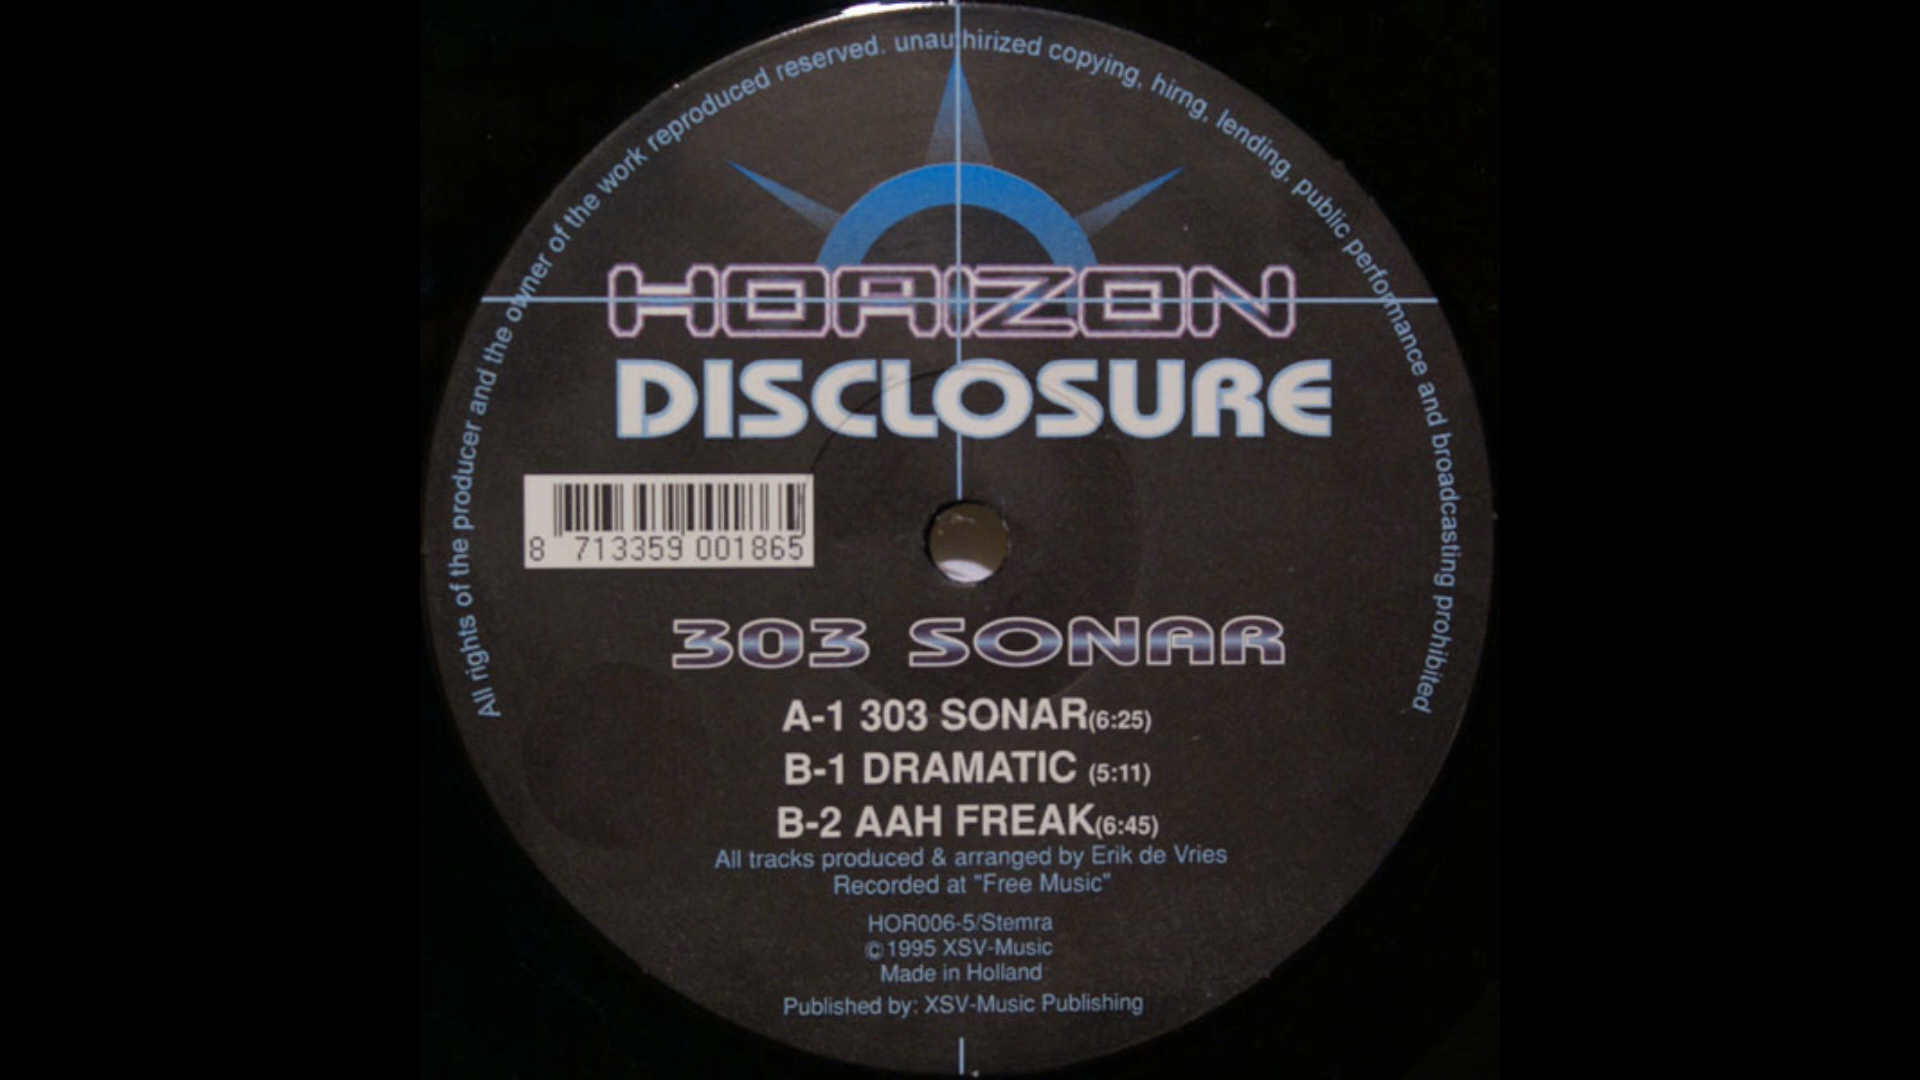 All rights of the producer and the owner of the work reproduced reserved. unauthirized copying, hirng, lending, public performance and broadcasting prohibited
HORIZON
DISCLOSURE
8 713359 001865
303 SONAR
A-1 303 SONAR(6:25)
B-1 DRAMATIC (5:11)
B-2 AAH FREAK(6:45)
All tracks produced & arranged by Erik de Vries
Recorded at "Free Music"
HOR006-5/Stemra
©1995 XSV-Music
Made in Holland
Published by: XSV-Music Publishing